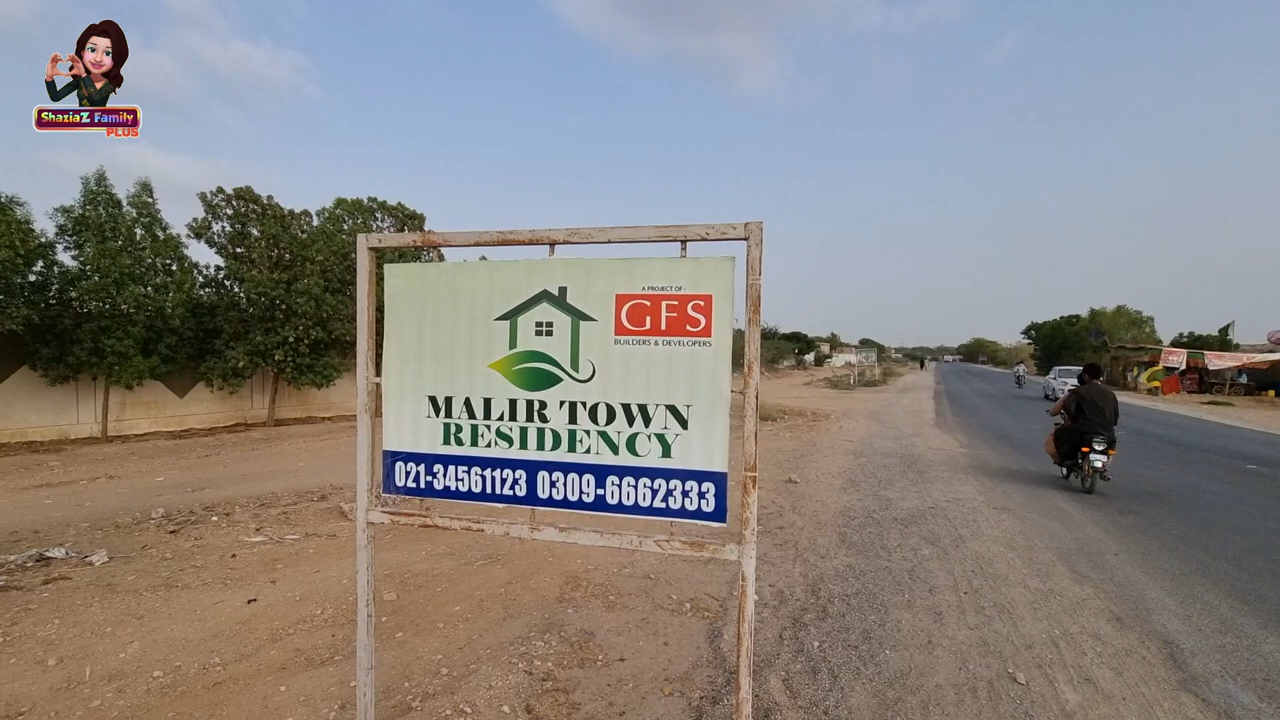 ShaziaZ Family
PLUS
A PROJECT OF:
GFS
BUILDERS & DEVELOPERS
MALIR TOWN
RESIDENCY
021-34561123 0309-6662333